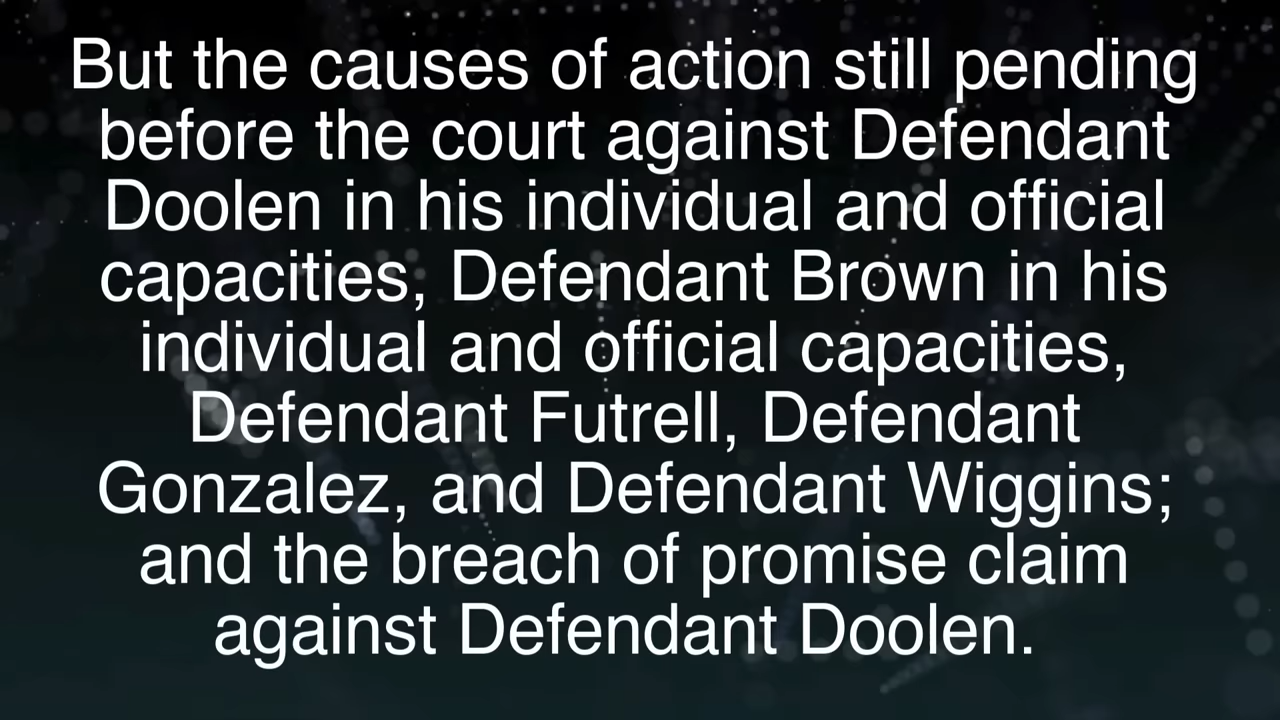 But the causes of action still pending
before the court against Defendant
Doolen in his individual and official
capacities, Defendant Brown in his
individual and official capacities,
Defendant Futrell, Defendant
Gonzalez, and Defendant Wiggins;
and the breach of promise claim
against Defendant Doolen.